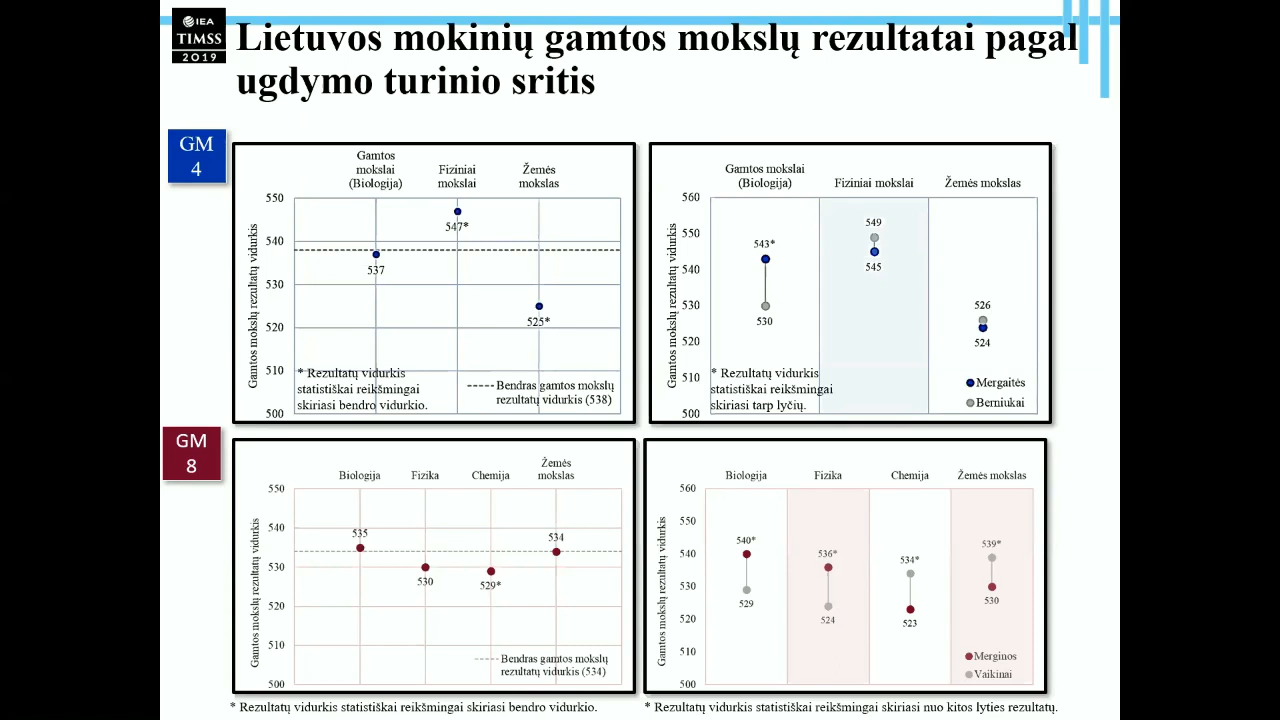 IEA
TIMSS
2019
Lietuvos mokinių gamtos mokslų rezultatai pagal
ugdymo turinio sritis
GM
4
Gamtos
mokslai
(Biologija)
Fiziniai
mokslai
Žemės
mokslas
Gamtos mokslų rezultatų vidurkis
550
540
530
520
510
500
547*
537
525*
* Rezultatų vidurkis
statistiškai reikšmingai
skiriasi bendro vidurkio.
Bendras gamtos mokslų
rezultatų vidurkis (538)
Gamtos mokslai
(Biologija)
Fiziniai mokslai
Žemės mokslas
Gamtos mokslų rezultatų vidurkis
560
550
540
530
520
510
500
543*
530
549
545
526
524
* Rezultatų vidurkis
statistiškai reikšmingai
skiriasi tarp lyčių.
Mergaitės
Berniukai
GM
8
Biologija
Fizika
Chemija
Žemės
mokslas
Gamtos mokslų rezultatų vidurkis
550
540
530
520
510
500
535
530
529*
534
Bendras gamtos mokslų
rezultatų vidurkis (534)
Biologija
Fizika
Chemija
Žemės mokslas
Gamtos mokslų rezultatų vidurkis
560
550
540
530
520
510
500
540*
529
536*
524
534*
523
539*
530
Merginos
Vaikinai
* Rezultatų vidurkis statistiškai reikšmingai skiriasi bendro vidurkio.
* Rezultatų vidurkis statistiškai reikšmingai skiriasi nuo kitos lyties rezultatų.